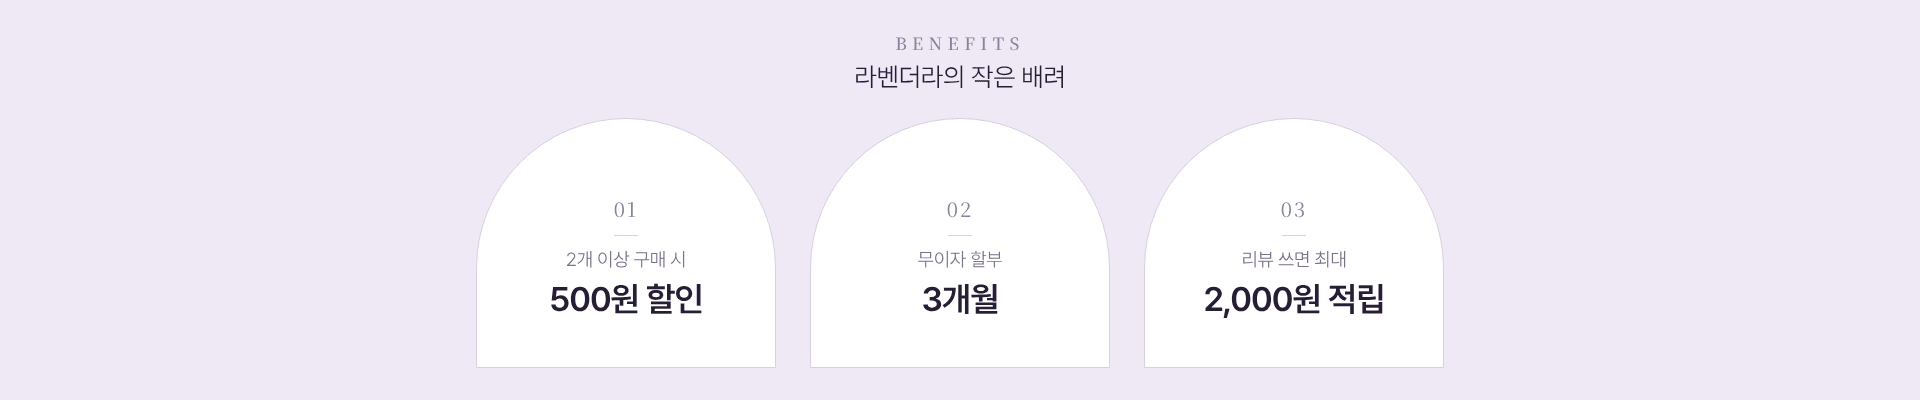 BENEFITS
라벤더라의 작은 배려
01
2개 이상 구매 시
500원 할인
02
무이자 할부
3개월
03
리뷰 쓰면 최대
2,000원 적립